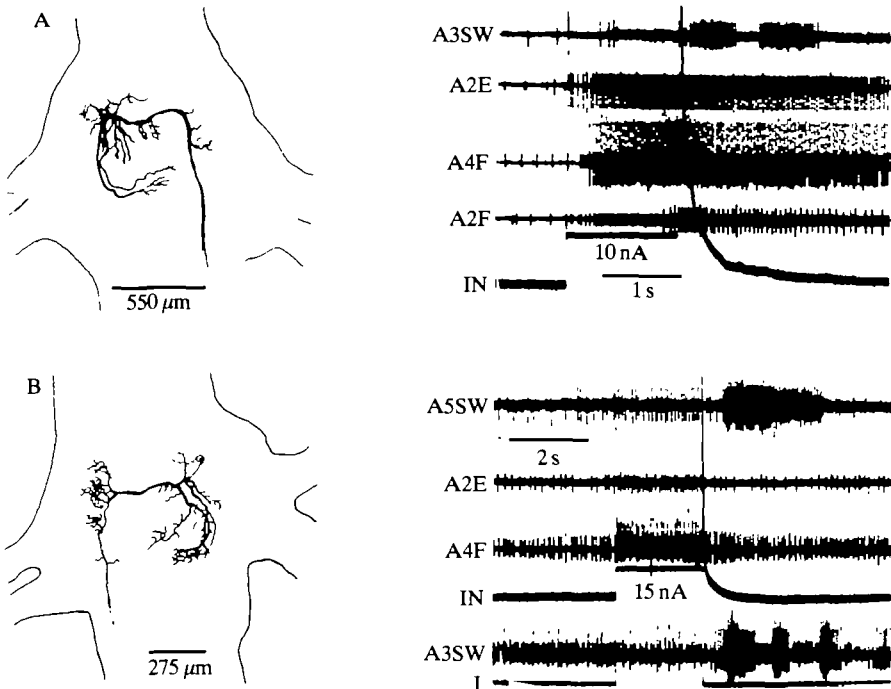 A
550 μm
A3SW
A2E
A4F
A2F
10 nA
1 s
IN
B
275 μm
A5SW
2 s
A2E
A4F
15 nA
IN
A3SW
I